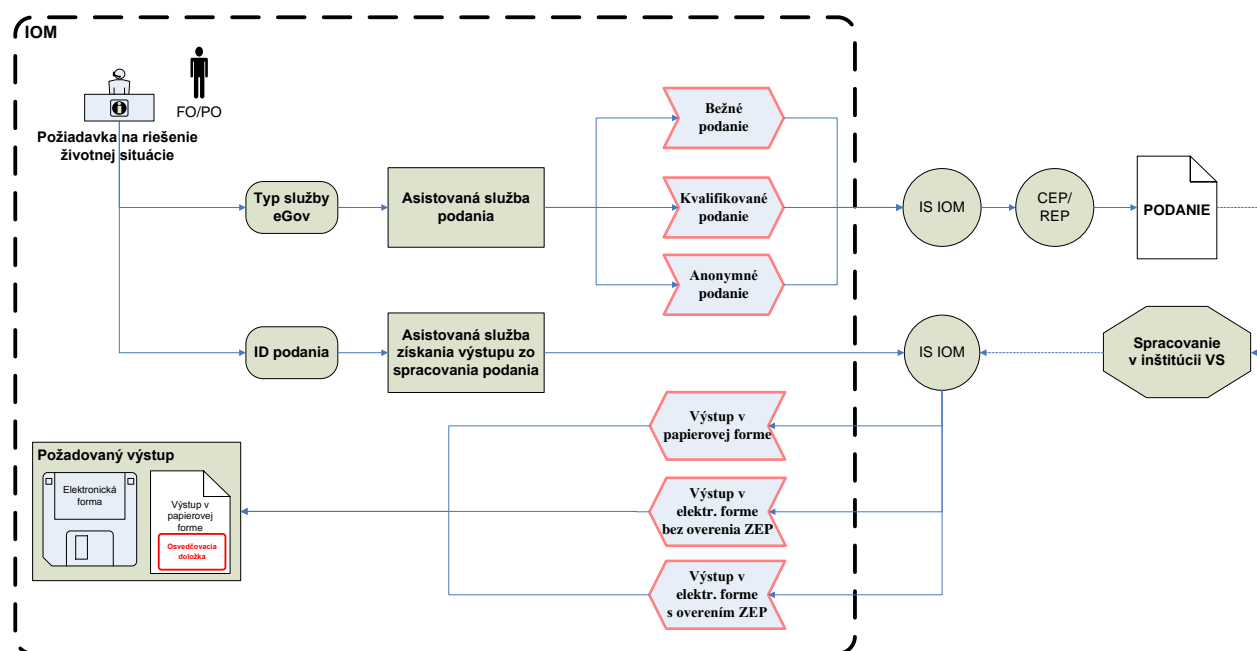 IOM
FO/PO
Požiadavka na riešenie
životnej situácie
Typ služby
eGov
Asistovaná služba
podania
Bežné
podanie
Kvalifikované
podanie
Anonymné
podanie
IS IOM
CEP/
REP
PODANIE
ID podania
Asistovaná služba
získania výstupu zo
spracovania podania
IS IOM
Spracovanie
v inštítúcii VS
Výstup v
papierovej forme
Výstup v
elektr. forme
bez overenia ZEP
Výstup v
elektr. forme
s overením ZEP
Požadovaný výstup
Elektronická
forma
Výstup v
papierovej
forme
Osvedčovacia
doložka